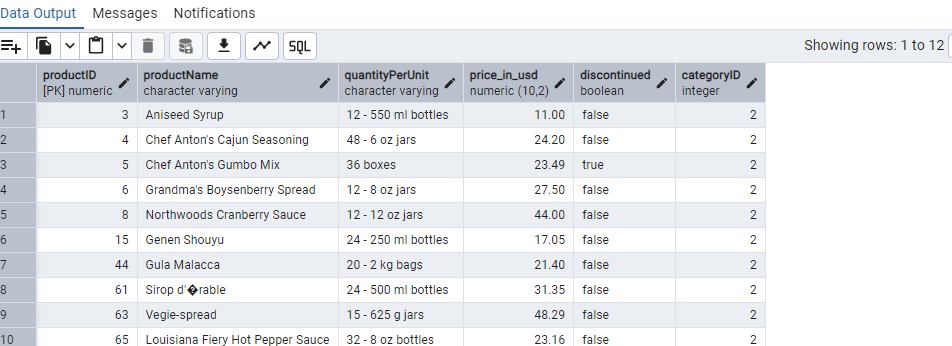 Data Output Messages Notifications
SQL
Showing rows: 1 to 12
productID productName quantityPerUnit price_in_usd discontinued categoryID
[PK] numeric character varying character varying numeric (10,2) boolean integer
1 3 Aniseed Syrup 12 - 550 ml bottles 11.00 false 2
2 4 Chef Anton's Cajun Seasoning 48 - 6 oz jars 24.20 false 2
3 5 Chef Anton's Gumbo Mix 36 boxes 23.49 true 2
4 6 Grandma's Boysenberry Spread 12 - 8 oz jars 27.50 false 2
5 8 Northwoods Cranberry Sauce 12 - 12 oz jars 44.00 false 2
6 15 Genen Shouyu 24 - 250 ml bottles 17.05 false 2
7 44 Gula Malacca 20 - 2 kg bags 21.40 false 2
8 61 Sirop d'�rable 24 - 500 ml bottles 31.35 false 2
9 63 Vegie-spread 15 - 625 g jars 48.29 false 2
10 65 Louisiana Fiery Hot Pepper Sauce 32 - 8 oz bottles 23.16 false 2